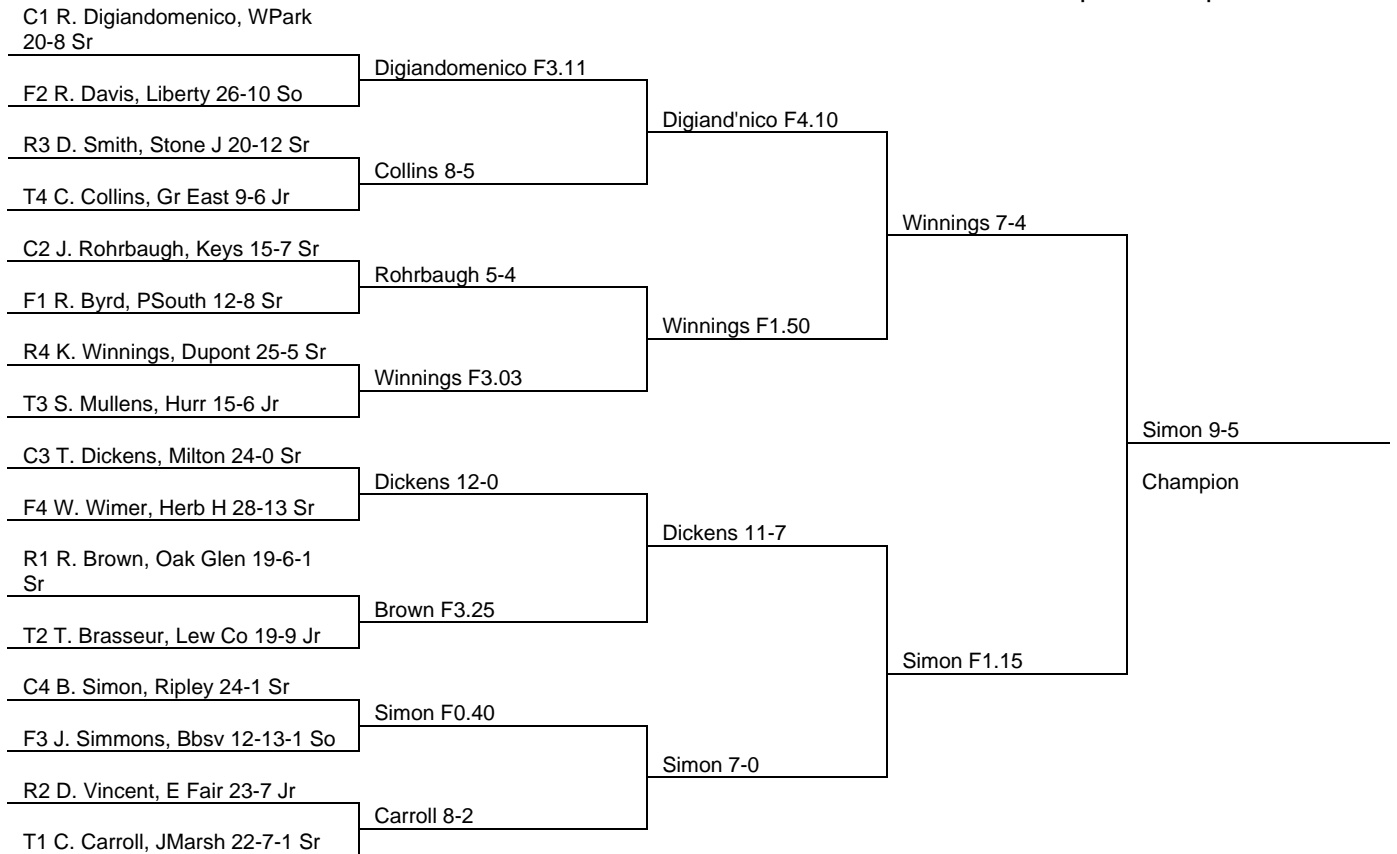 C1 R. Digiandomenico, WPark
20-8 Sr
Digiandomenico F3.11
F2 R. Davis, Liberty 26-10 So
Digiand'nico F4.10
R3 D. Smith, Stone J 20-12 Sr
Collins 8-5
T4 C. Collins, Gr East 9-6 Jr
Winnings 7-4
C2 J. Rohrbaugh, Keys 15-7 Sr
Rohrbaugh 5-4
F1 R. Byrd, PSouth 12-8 Sr
Winnings F1.50
R4 K. Winnings, Dupont 25-5 Sr
Winnings F3.03
T3 S. Mullens, Hurr 15-6 Jr
Simon 9-5
C3 T. Dickens, Milton 24-0 Sr
Dickens 12-0
Champion
F4 W. Wimer, Herb H 28-13 Sr
Dickens 11-7
R1 R. Brown, Oak Glen 19-6-1
Sr
Brown F3.25
T2 T. Brasseur, Lew Co 19-9 Jr
Simon F1.15
C4 B. Simon, Ripley 24-1 Sr
Simon F0.40
F3 J. Simmons, Bbsv 12-13-1 So
Simon 7-0
R2 D. Vincent, E Fair 23-7 Jr
Carroll 8-2
T1 C. Carroll, JMarsh 22-7-1 Sr